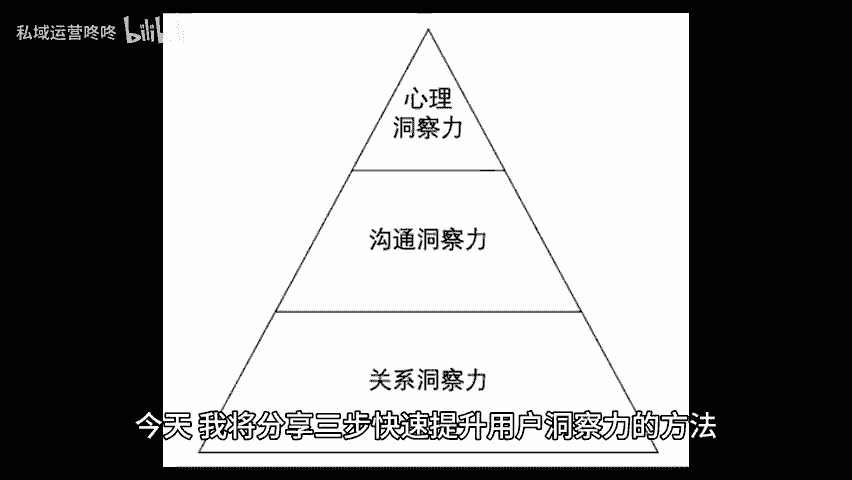 私域运营咚咚 bilibili
心理
洞察力
沟通洞察力
关系洞察力
今天 我将分享三步快速提升用户洞察力的方法